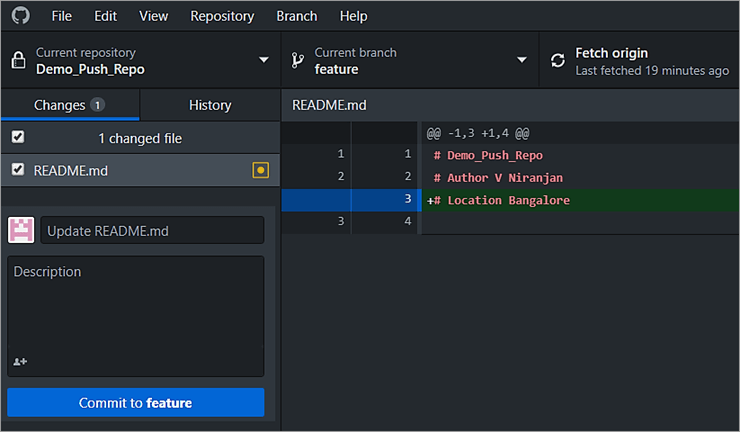 File Edit View Repository Branch Help
Current repository
Demo_Push_Repo
Current branch
feature
Fetch origin
Last fetched 19 minutes ago
Changes 1 History
1 changed file
README.md
Update README.md
Description
Commit to feature
README.md
@@ -1,3 +1,4 @@
1 1 # Demo_Push_Repo
2 2 # Author V Niranjan
3 +# Location Bangalore
3 4